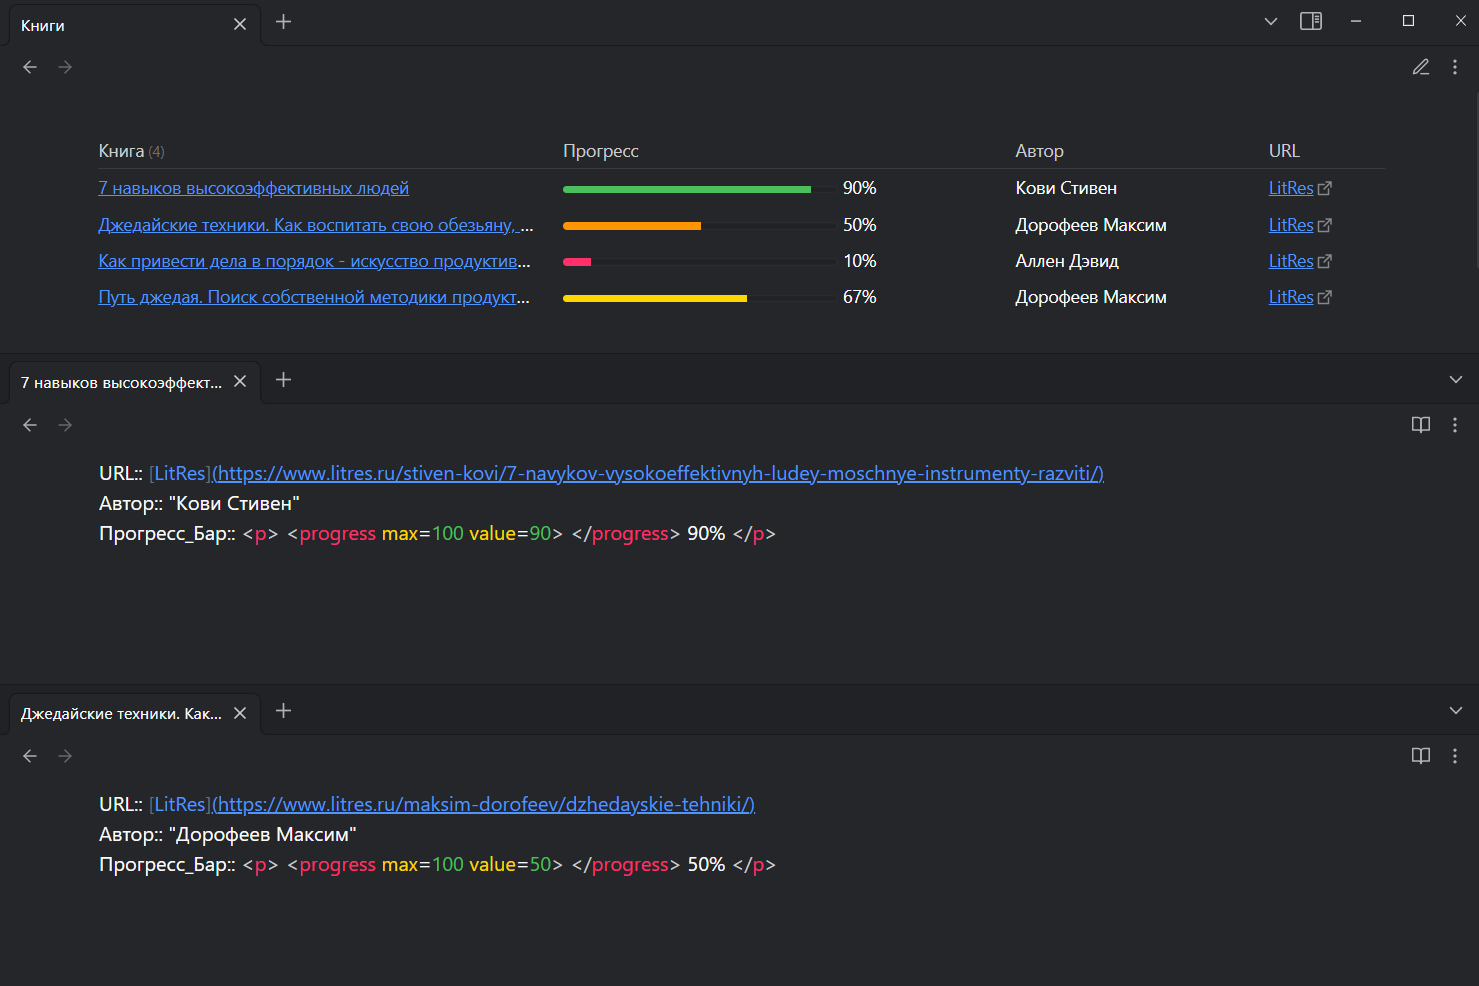 Книги
Книга (4) Прогресс Автор URL
7 навыков высокоэффективных людей 90% Кови Стивен LitRes
Джедайские техники. Как воспитать свою обезьяну, ... 50% Дорофеев Максим LitRes
Как привести дела в порядок - искусство продуктив... 10% Аллен Дэвид LitRes
Путь джедая. Поиск собственной методики продукт... 67% Дорофеев Максим LitRes
7 навыков высокоэффект...
URL:: [LitRes](https://www.litres.ru/stiven-kovi/7-navykov-vysokoeffektivnyh-ludey-moschnye-instrumenty-razviti/)
Автор:: "Кови Стивен"
Прогресс_Бар:: <p> <progress max=100 value=90> </progress> 90% </p>
Джедайские техники. Как...
URL:: [LitRes](https://www.litres.ru/maksim-dorofeev/dzhedayskie-tehniki/)
Автор:: "Дорофеев Максим"
Прогресс_Бар:: <p> <progress max=100 value=50> </progress> 50% </p>